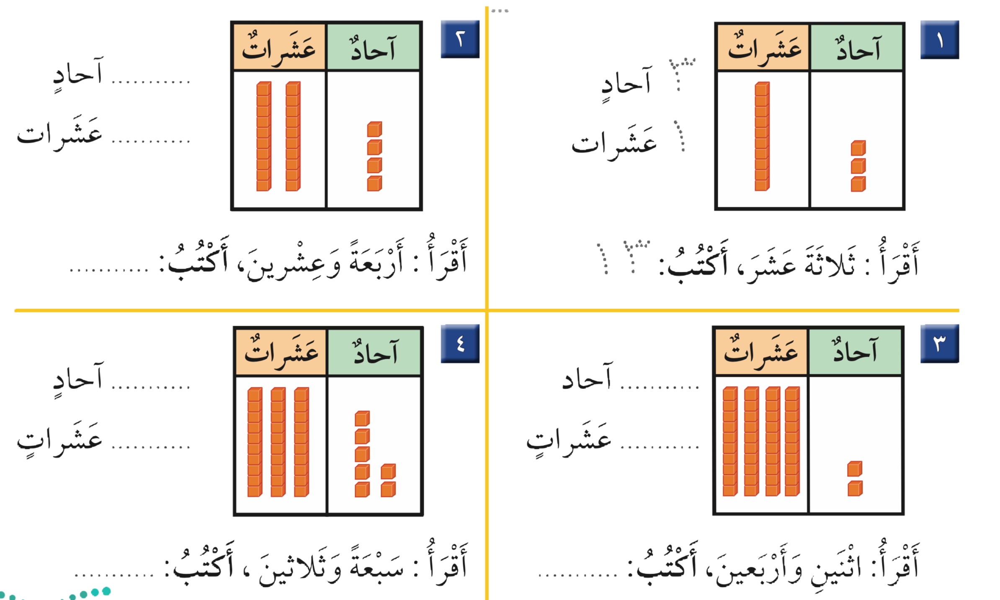 ١
آحادٌ عَشَراتٌ
٣ آحادٍ
١ عَشَرات
أَقْرَأُ : ثَلاثَةَ عَشَرَ، أَكْتُبُ: ١٣
٢
آحادٌ عَشَراتٌ
.......... آحادٍ
.......... عَشَرات
أَقْرَأُ : أَرْبَعَةً وَعِشْرينَ، أَكْتُبُ: ..........
٣
آحادٌ عَشَراتٌ
.......... آحاد
.......... عَشَراتٍ
أَقْرَأُ: اثْنَينِ وَأَرْبَعينَ، أَكْتُبُ: ..........
٤
آحادٌ عَشَراتٌ
.......... آحادٍ
.......... عَشَراتٍ
أَقْرَأُ : سَبْعَةً وَثَلاثينَ ، أَكْتُبُ: ..........